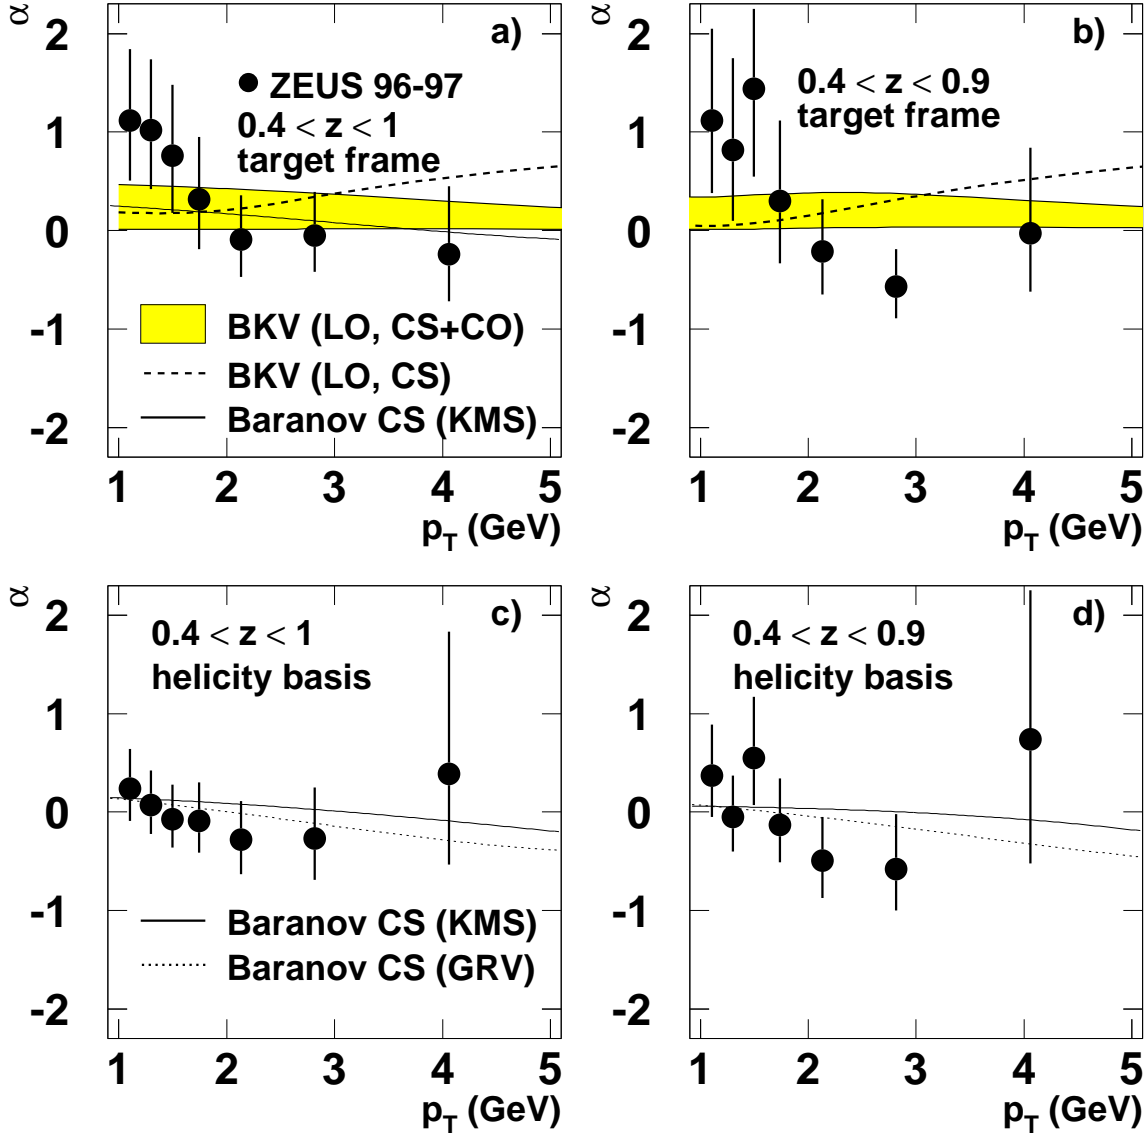 α
a)
2
1
0
-1
-2
ZEUS 96-97
0.4 < z < 1
target frame
BKV (LO, CS+CO)
BKV (LO, CS)
Baranov CS (KMS)
1 2 3 4 5
p_T (GeV)
α
b)
2
1
0
-1
-2
0.4 < z < 0.9
target frame
1 2 3 4 5
p_T (GeV)
α
c)
2
1
0
-1
-2
0.4 < z < 1
helicity basis
Baranov CS (KMS)
Baranov CS (GRV)
1 2 3 4 5
p_T (GeV)
α
d)
2
1
0
-1
-2
0.4 < z < 0.9
helicity basis
1 2 3 4 5
p_T (GeV)